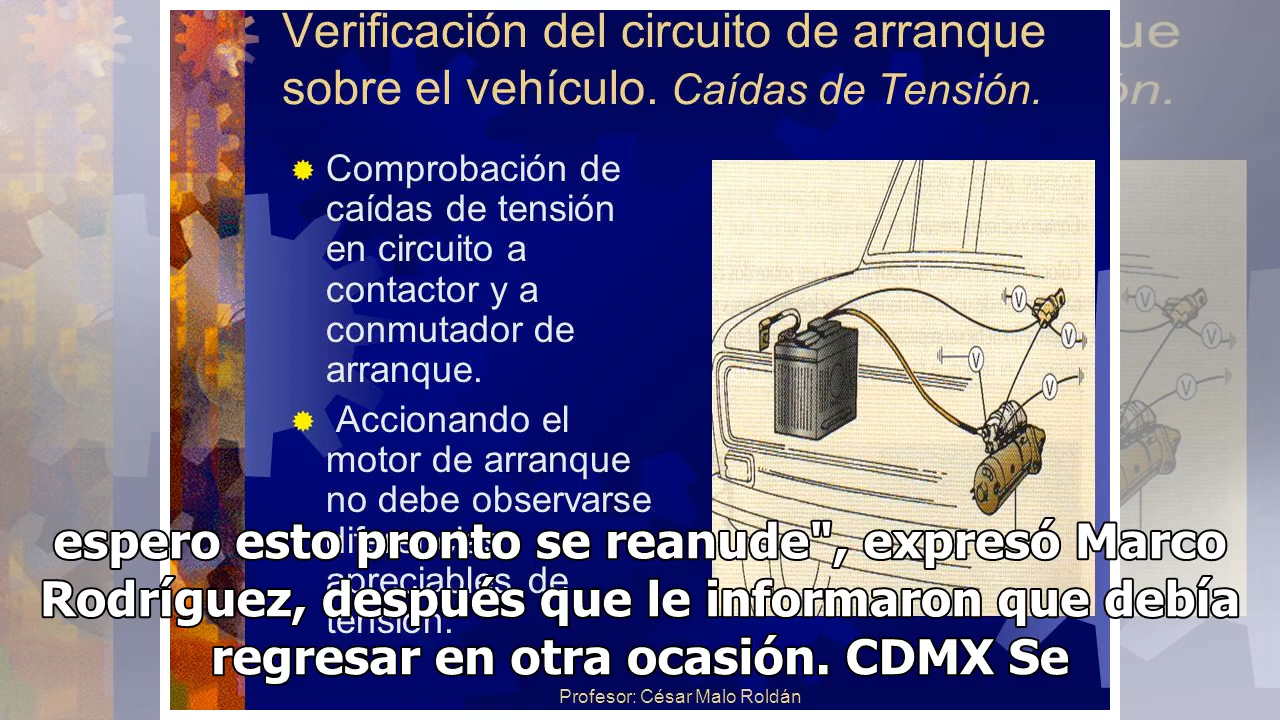 Verificación del circuito de arranque
sobre el vehículo. Caídas de Tensión.
Comprobación de
caídas de tensión
en circuito a
contactor y a
conmutador de
arranque.
Accionando el
motor de arranque
no debe observarse
apreciables de
tensión.
V
V
V
V
espero esto pronto se reanude", expresó Marco
Rodríguez, después que le informaron que debía
regresar en otra ocasión. CDMX Se
Profesor: César Malo Roldán